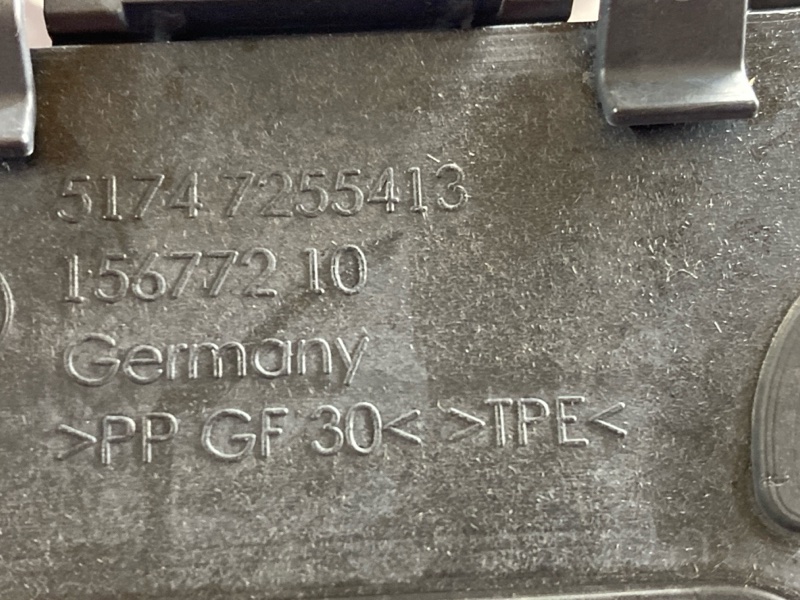 5174 7255413
156772 10
Germany
>PP GF 30< >TPE<